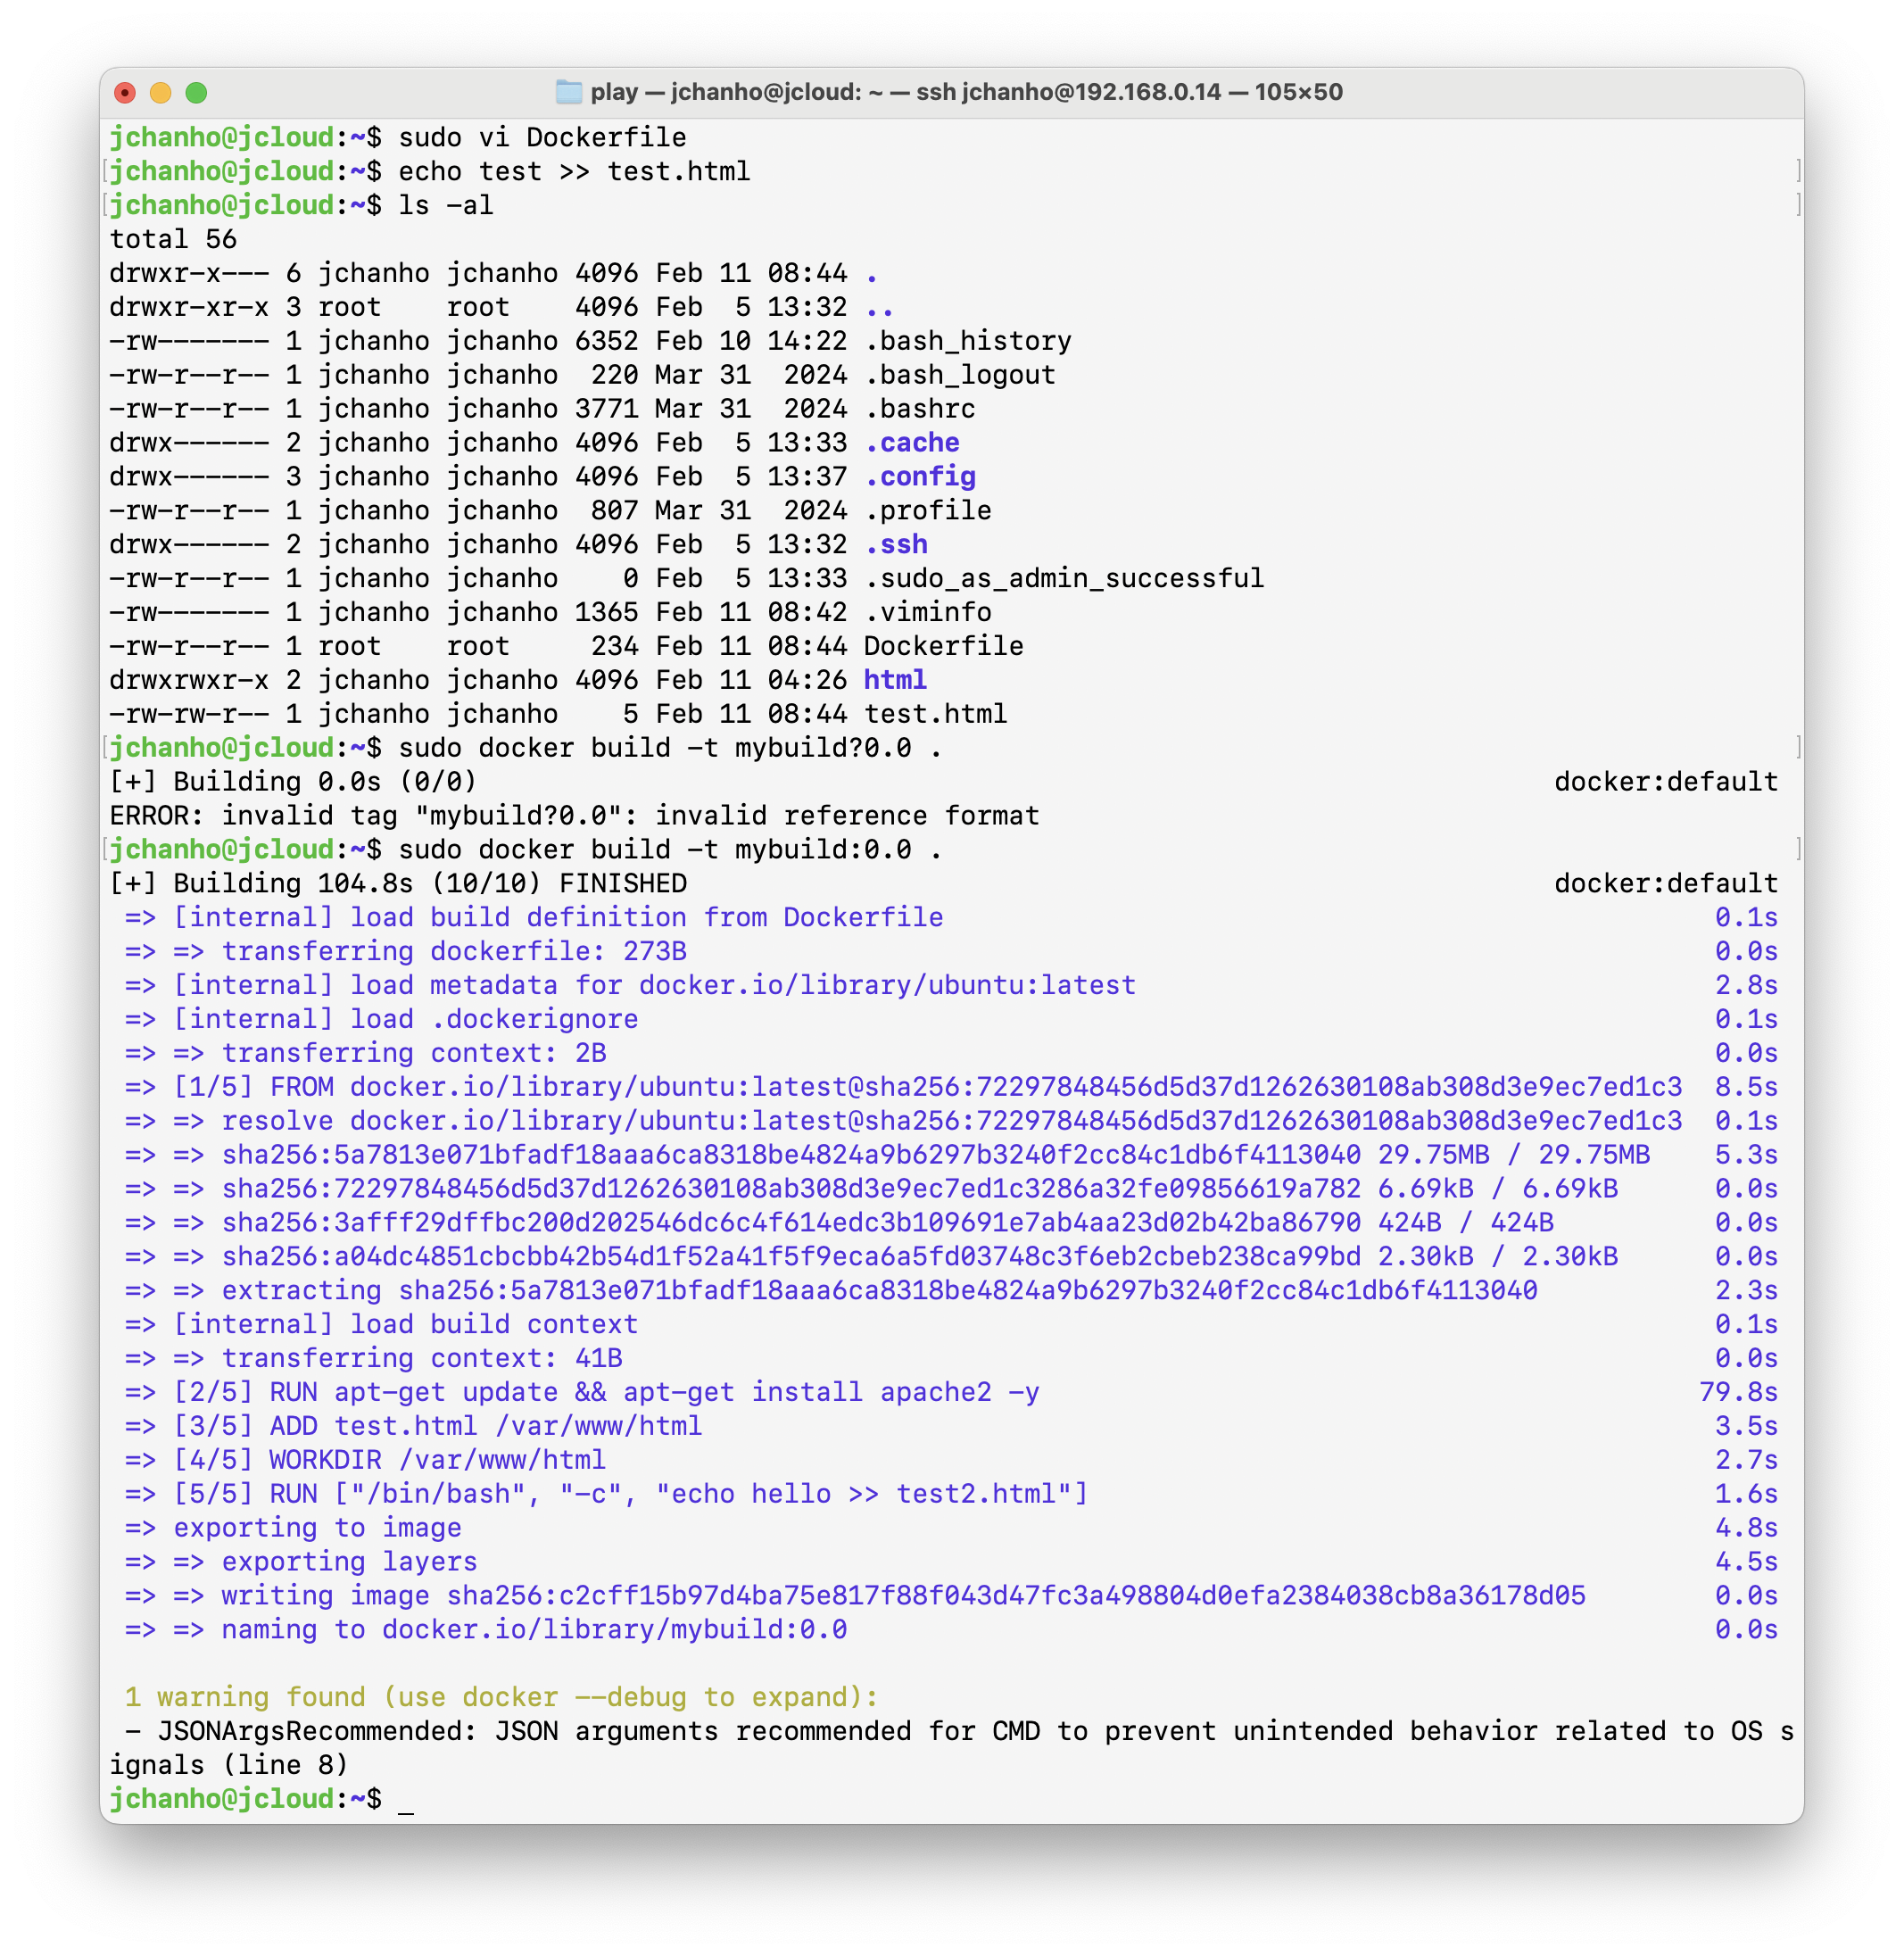 play — jchanho@jcloud: ~ — ssh jchanho@192.168.0.14 — 105×50
jchanho@jcloud:~$ sudo vi Dockerfile
[jchanho@jcloud:~$ echo test >> test.html ]
[jchanho@jcloud:~$ ls -al ]
total 56
drwxr-x--- 6 jchanho jchanho 4096 Feb 11 08:44 .
drwxr-xr-x 3 root    root    4096 Feb  5 13:32 ..
-rw------- 1 jchanho jchanho 6352 Feb 10 14:22 .bash_history
-rw-r--r-- 1 jchanho jchanho  220 Mar 31  2024 .bash_logout
-rw-r--r-- 1 jchanho jchanho 3771 Mar 31  2024 .bashrc
drwx------ 2 jchanho jchanho 4096 Feb  5 13:33 .cache
drwx------ 3 jchanho jchanho 4096 Feb  5 13:37 .config
-rw-r--r-- 1 jchanho jchanho  807 Mar 31  2024 .profile
drwx------ 2 jchanho jchanho 4096 Feb  5 13:32 .ssh
-rw-r--r-- 1 jchanho jchanho    0 Feb  5 13:33 .sudo_as_admin_successful
-rw------- 1 jchanho jchanho 1365 Feb 11 08:42 .viminfo
-rw-r--r-- 1 root    root     234 Feb 11 08:44 Dockerfile
drwxrwxr-x 2 jchanho jchanho 4096 Feb 11 04:26 html
-rw-rw-r-- 1 jchanho jchanho    5 Feb 11 08:44 test.html
[jchanho@jcloud:~$ sudo docker build -t mybuild?0.0 . ]
[+] Building 0.0s (0/0) docker:default
ERROR: invalid tag "mybuild?0.0": invalid reference format
[jchanho@jcloud:~$ sudo docker build -t mybuild:0.0 . ]
[+] Building 104.8s (10/10) FINISHED docker:default
 => [internal] load build definition from Dockerfile 0.1s
 => => transferring dockerfile: 273B 0.0s
 => [internal] load metadata for docker.io/library/ubuntu:latest 2.8s
 => [internal] load .dockerignore 0.1s
 => => transferring context: 2B 0.0s
 => [1/5] FROM docker.io/library/ubuntu:latest@sha256:72297848456d5d37d1262630108ab308d3e9ec7ed1c3 8.5s
 => => resolve docker.io/library/ubuntu:latest@sha256:72297848456d5d37d1262630108ab308d3e9ec7ed1c3 0.1s
 => => sha256:5a7813e071bfadf18aaa6ca8318be4824a9b6297b3240f2cc84c1db6f4113040 29.75MB / 29.75MB 5.3s
 => => sha256:72297848456d5d37d1262630108ab308d3e9ec7ed1c3286a32fe09856619a782 6.69kB / 6.69kB 0.0s
 => => sha256:3afff29dffbc200d202546dc6c4f614edc3b109691e7ab4aa23d02b42ba86790 424B / 424B 0.0s
 => => sha256:a04dc4851cbcbb42b54d1f52a41f5f9eca6a5fd03748c3f6eb2cbeb238ca99bd 2.30kB / 2.30kB 0.0s
 => => extracting sha256:5a7813e071bfadf18aaa6ca8318be4824a9b6297b3240f2cc84c1db6f4113040 2.3s
 => [internal] load build context 0.1s
 => => transferring context: 41B 0.0s
 => [2/5] RUN apt-get update && apt-get install apache2 -y 79.8s
 => [3/5] ADD test.html /var/www/html 3.5s
 => [4/5] WORKDIR /var/www/html 2.7s
 => [5/5] RUN ["/bin/bash", "-c", "echo hello >> test2.html"] 1.6s
 => exporting to image 4.8s
 => => exporting layers 4.5s
 => => writing image sha256:c2cff15b97d4ba75e817f88f043d47fc3a498804d0efa2384038cb8a36178d05 0.0s
 => => naming to docker.io/library/mybuild:0.0 0.0s
 1 warning found (use docker --debug to expand):
 - JSONArgsRecommended: JSON arguments recommended for CMD to prevent unintended behavior related to OS s
ignals (line 8)
jchanho@jcloud:~$ _